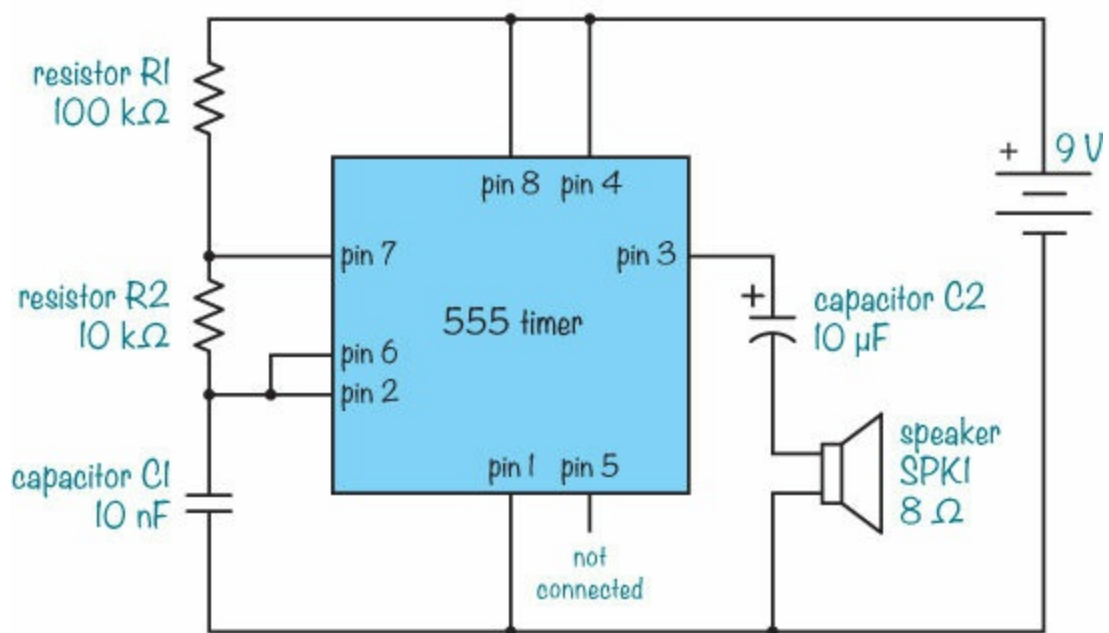 resistor R1
100 kΩ
resistor R2
10 kΩ
capacitor C1
10 nF
pin 8
pin 4
pin 7
pin 3
555 timer
pin 6
pin 2
pin 1
pin 5
not
connected
+
capacitor C2
10 µF
speaker
SPK1
8 Ω
+
9 V